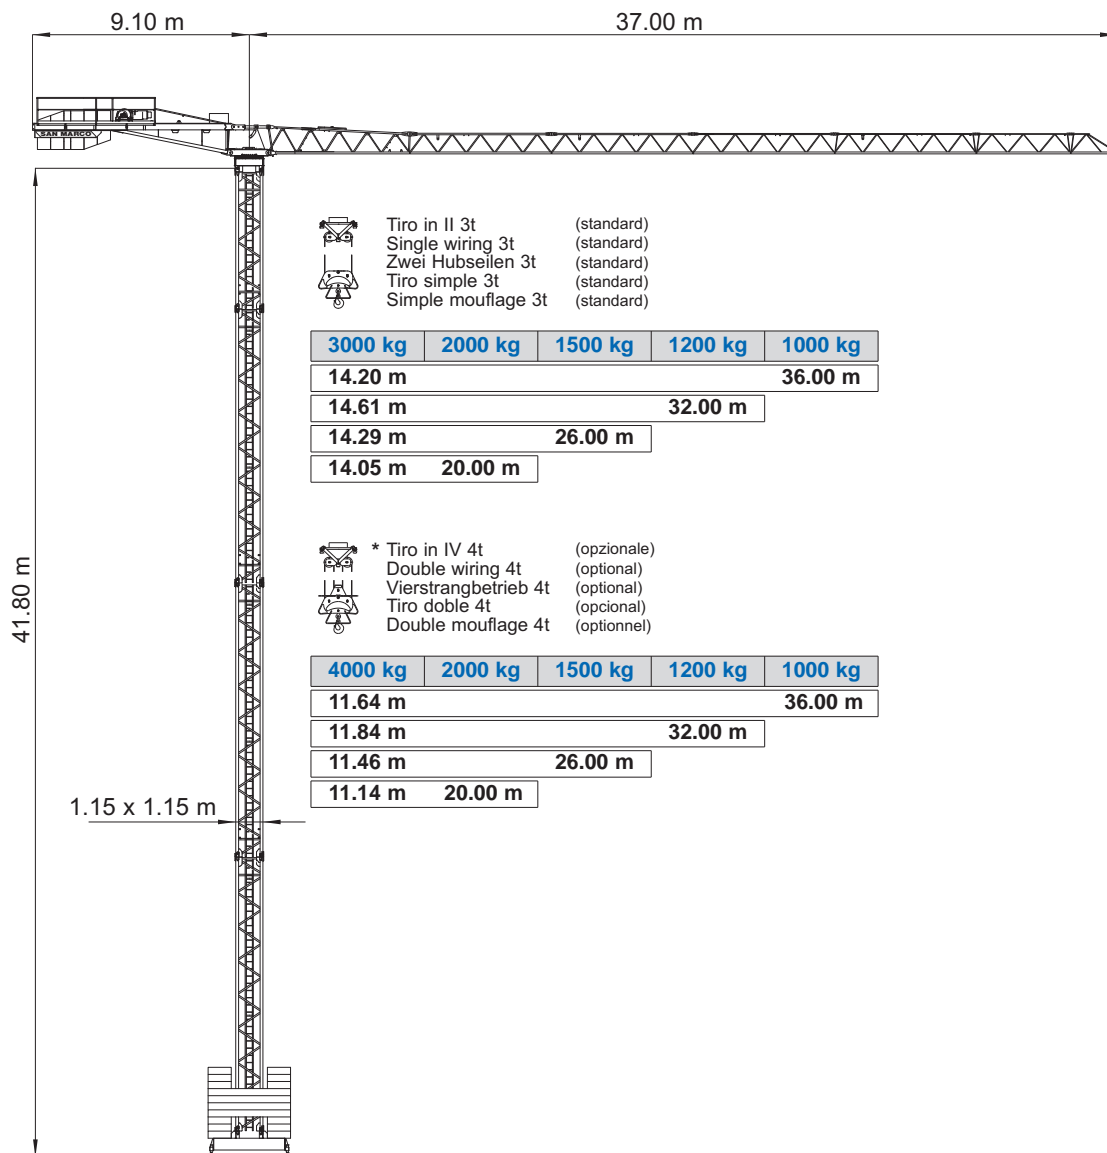 9.10 m
37.00 m
SAN MARCO
Tiro in II 3t (standard)
Single wiring 3t (standard)
Zwei Hubseilen 3t (standard)
Tiro simple 3t (standard)
Simple mouflage 3t (standard)
3000 kg 2000 kg 1500 kg 1200 kg 1000 kg
14.20 m 36.00 m
14.61 m 32.00 m
14.29 m 26.00 m
14.05 m 20.00 m
41.80 m
* Tiro in IV 4t (opzionale)
Double wiring 4t (optional)
Vierstrangbetrieb 4t (optional)
Tiro doble 4t (opcional)
Double mouflage 4t (optionnel)
4000 kg 2000 kg 1500 kg 1200 kg 1000 kg
11.64 m 36.00 m
11.84 m 32.00 m
11.46 m 26.00 m
11.14 m 20.00 m
1.15 x 1.15 m